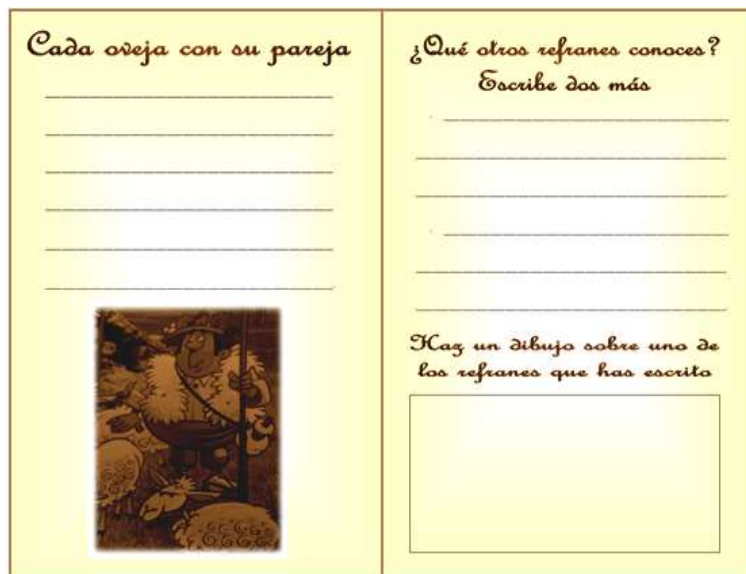 Cada oveja con su pareja
¿Qué otros refranes conoces?
Escribe dos más
Haz un dibujo sobre uno de
los refranes que has escrito